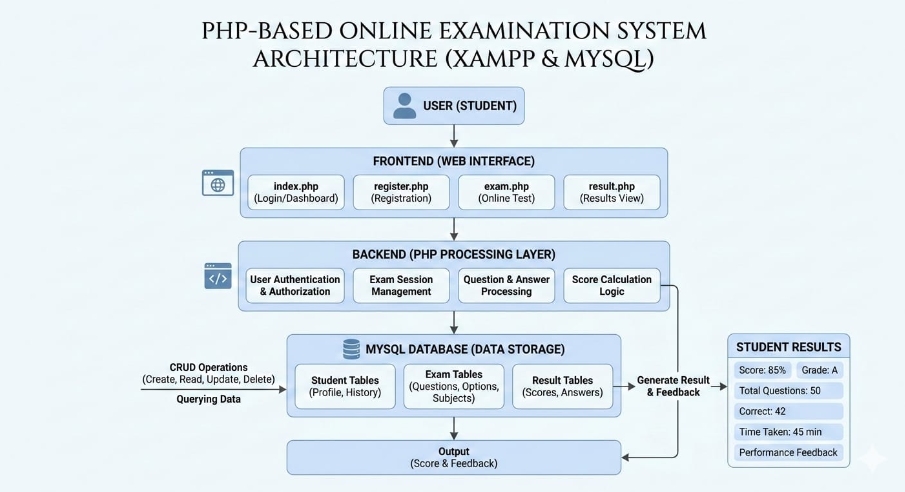 PHP-BASED ONLINE EXAMINATION SYSTEM
ARCHITECTURE (XAMPP & MYSQL)
USER (STUDENT)
FRONTEND (WEB INTERFACE)
index.php
(Login/Dashboard)
register.php
(Registration)
exam.php
(Online Test)
result.php
(Results View)
</>
BACKEND (PHP PROCESSING LAYER)
User Authentication
& Authorization
Exam Session
Management
Question & Answer
Processing
Score Calculation
Logic
MYSQL DATABASE (DATA STORAGE)
CRUD Operations
(Create, Read, Update, Delete)
Querying Data
Student Tables
(Profile, History)
Exam Tables
(Questions, Options,
Subjects)
Result Tables
(Scores, Answers)
Generate Result
& Feedback
STUDENT RESULTS
Score: 85%
Grade: A
Total Questions: 50
Correct: 42
Time Taken: 45 min
Performance Feedback
Output
(Score & Feedback)